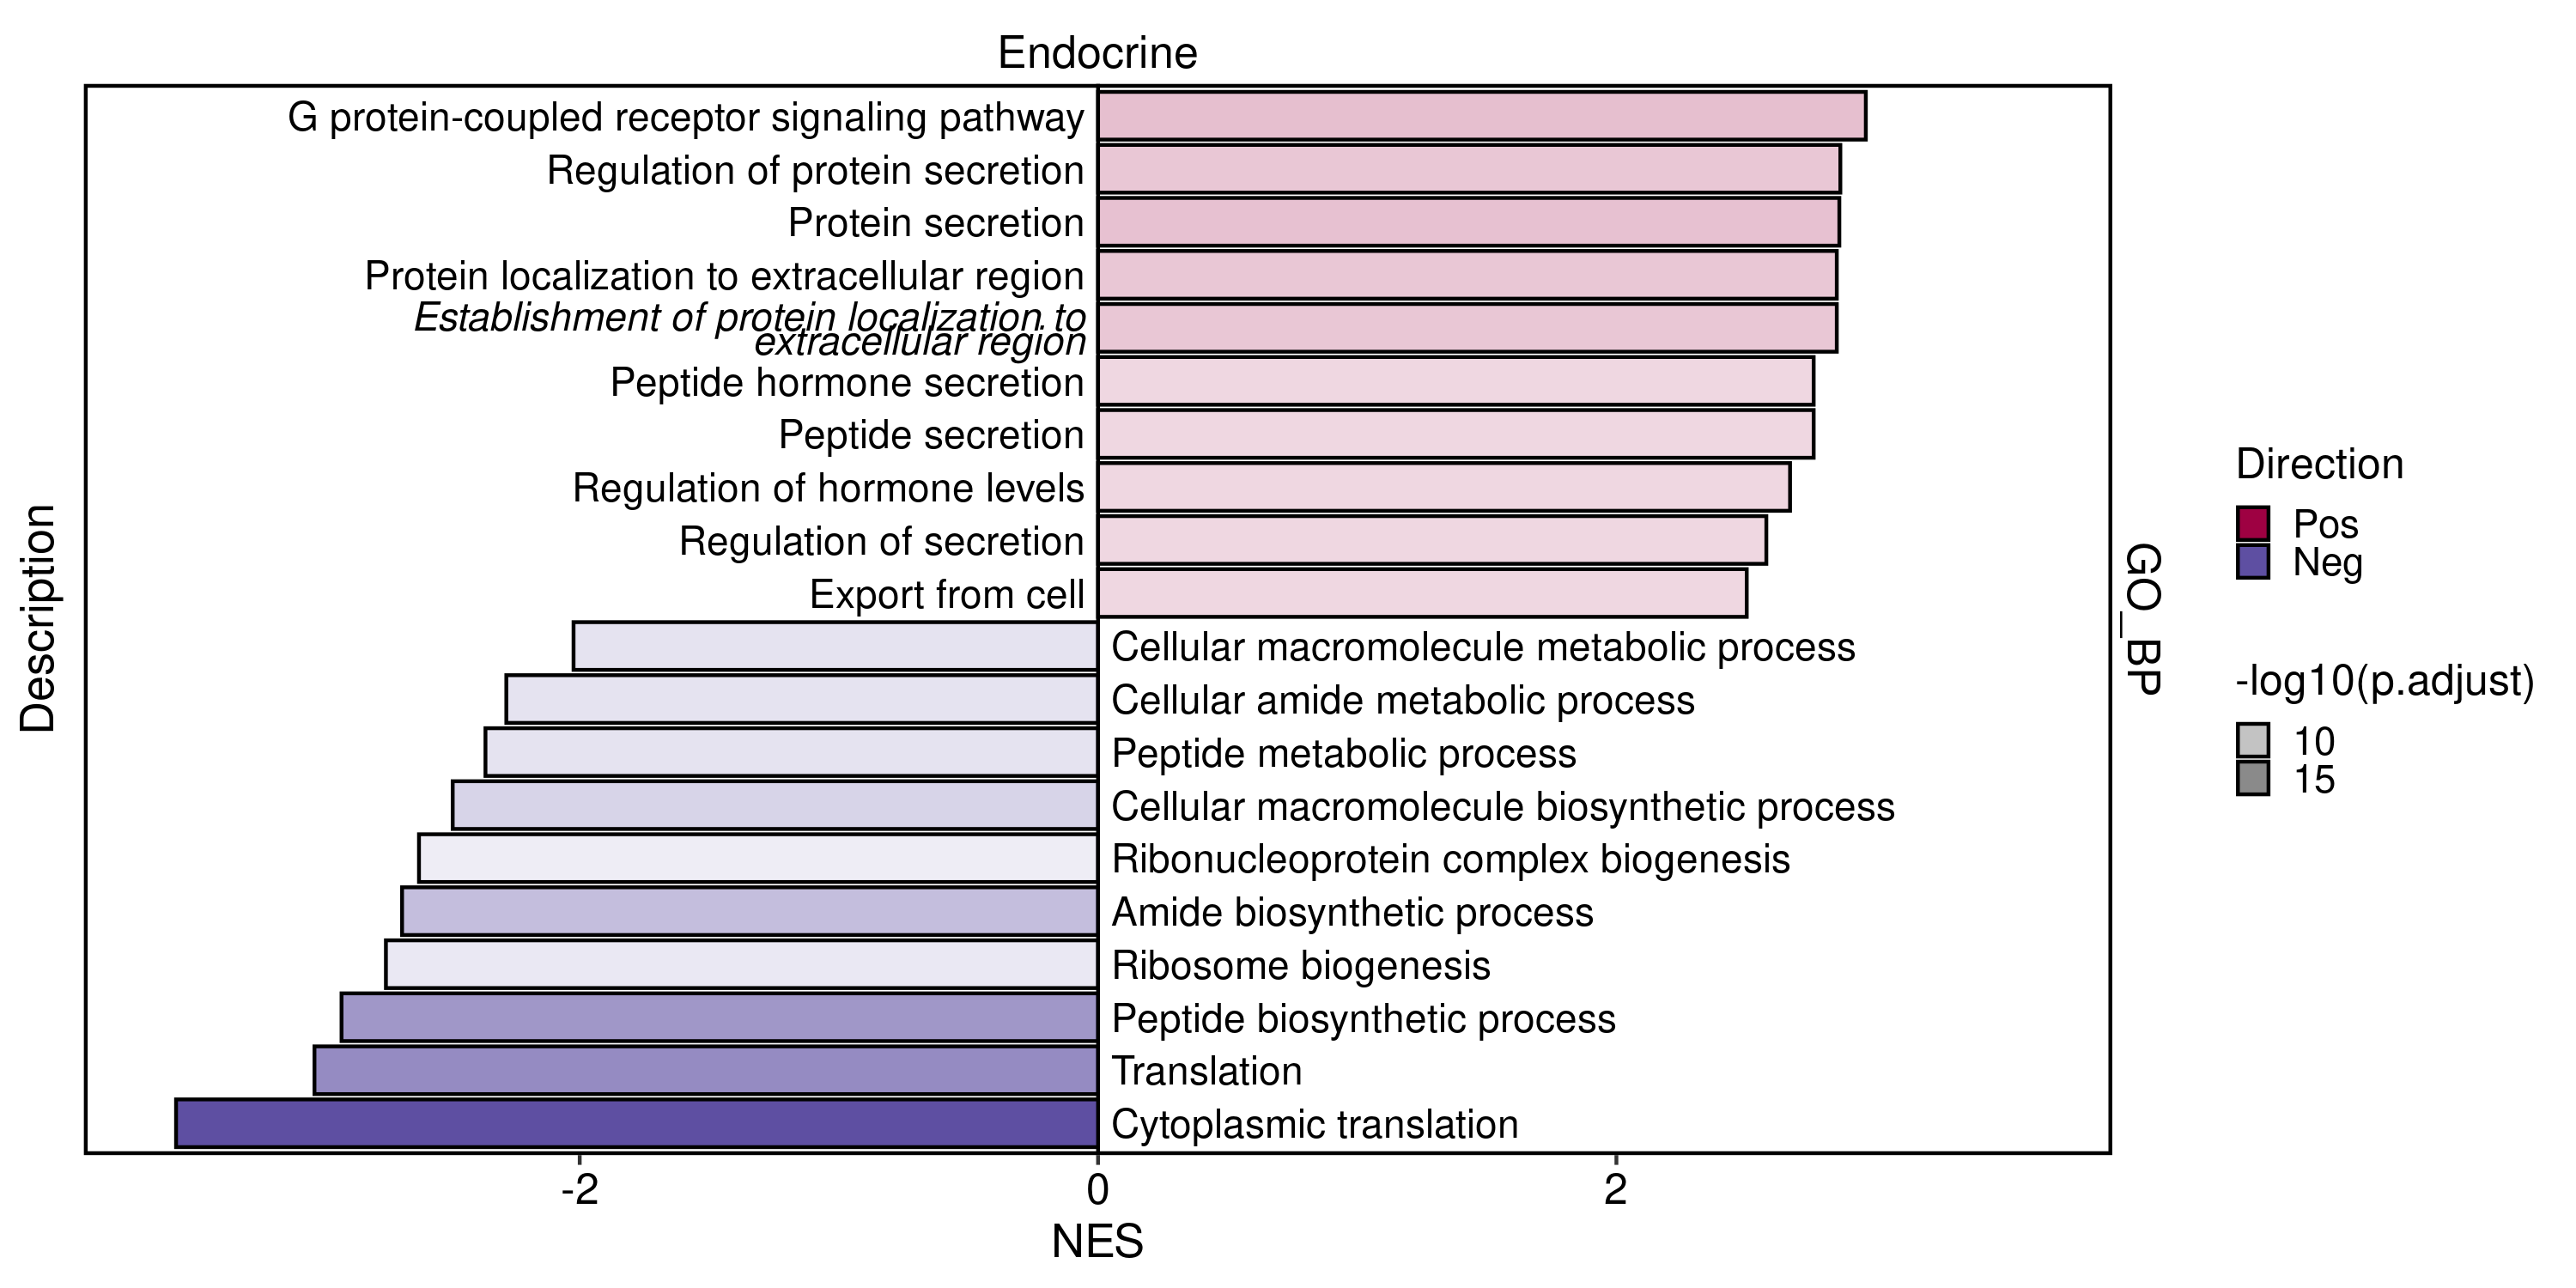 Endocrine
G protein-coupled receptor signaling pathway
Regulation of protein secretion
Protein secretion
Protein localization to extracellular region
Establishment of protein localization to
extracellular region
Peptide hormone secretion
Peptide secretion
Regulation of hormone levels
Regulation of secretion
Export from cell
Cellular macromolecule metabolic process
Cellular amide metabolic process
Peptide metabolic process
Cellular macromolecule biosynthetic process
Ribonucleoprotein complex biogenesis
Amide biosynthetic process
Ribosome biogenesis
Peptide biosynthetic process
Translation
Cytoplasmic translation
-2 0 2
NES
Description
GO_BP
Direction
Pos
Neg
-log10(p.adjust)
10
15